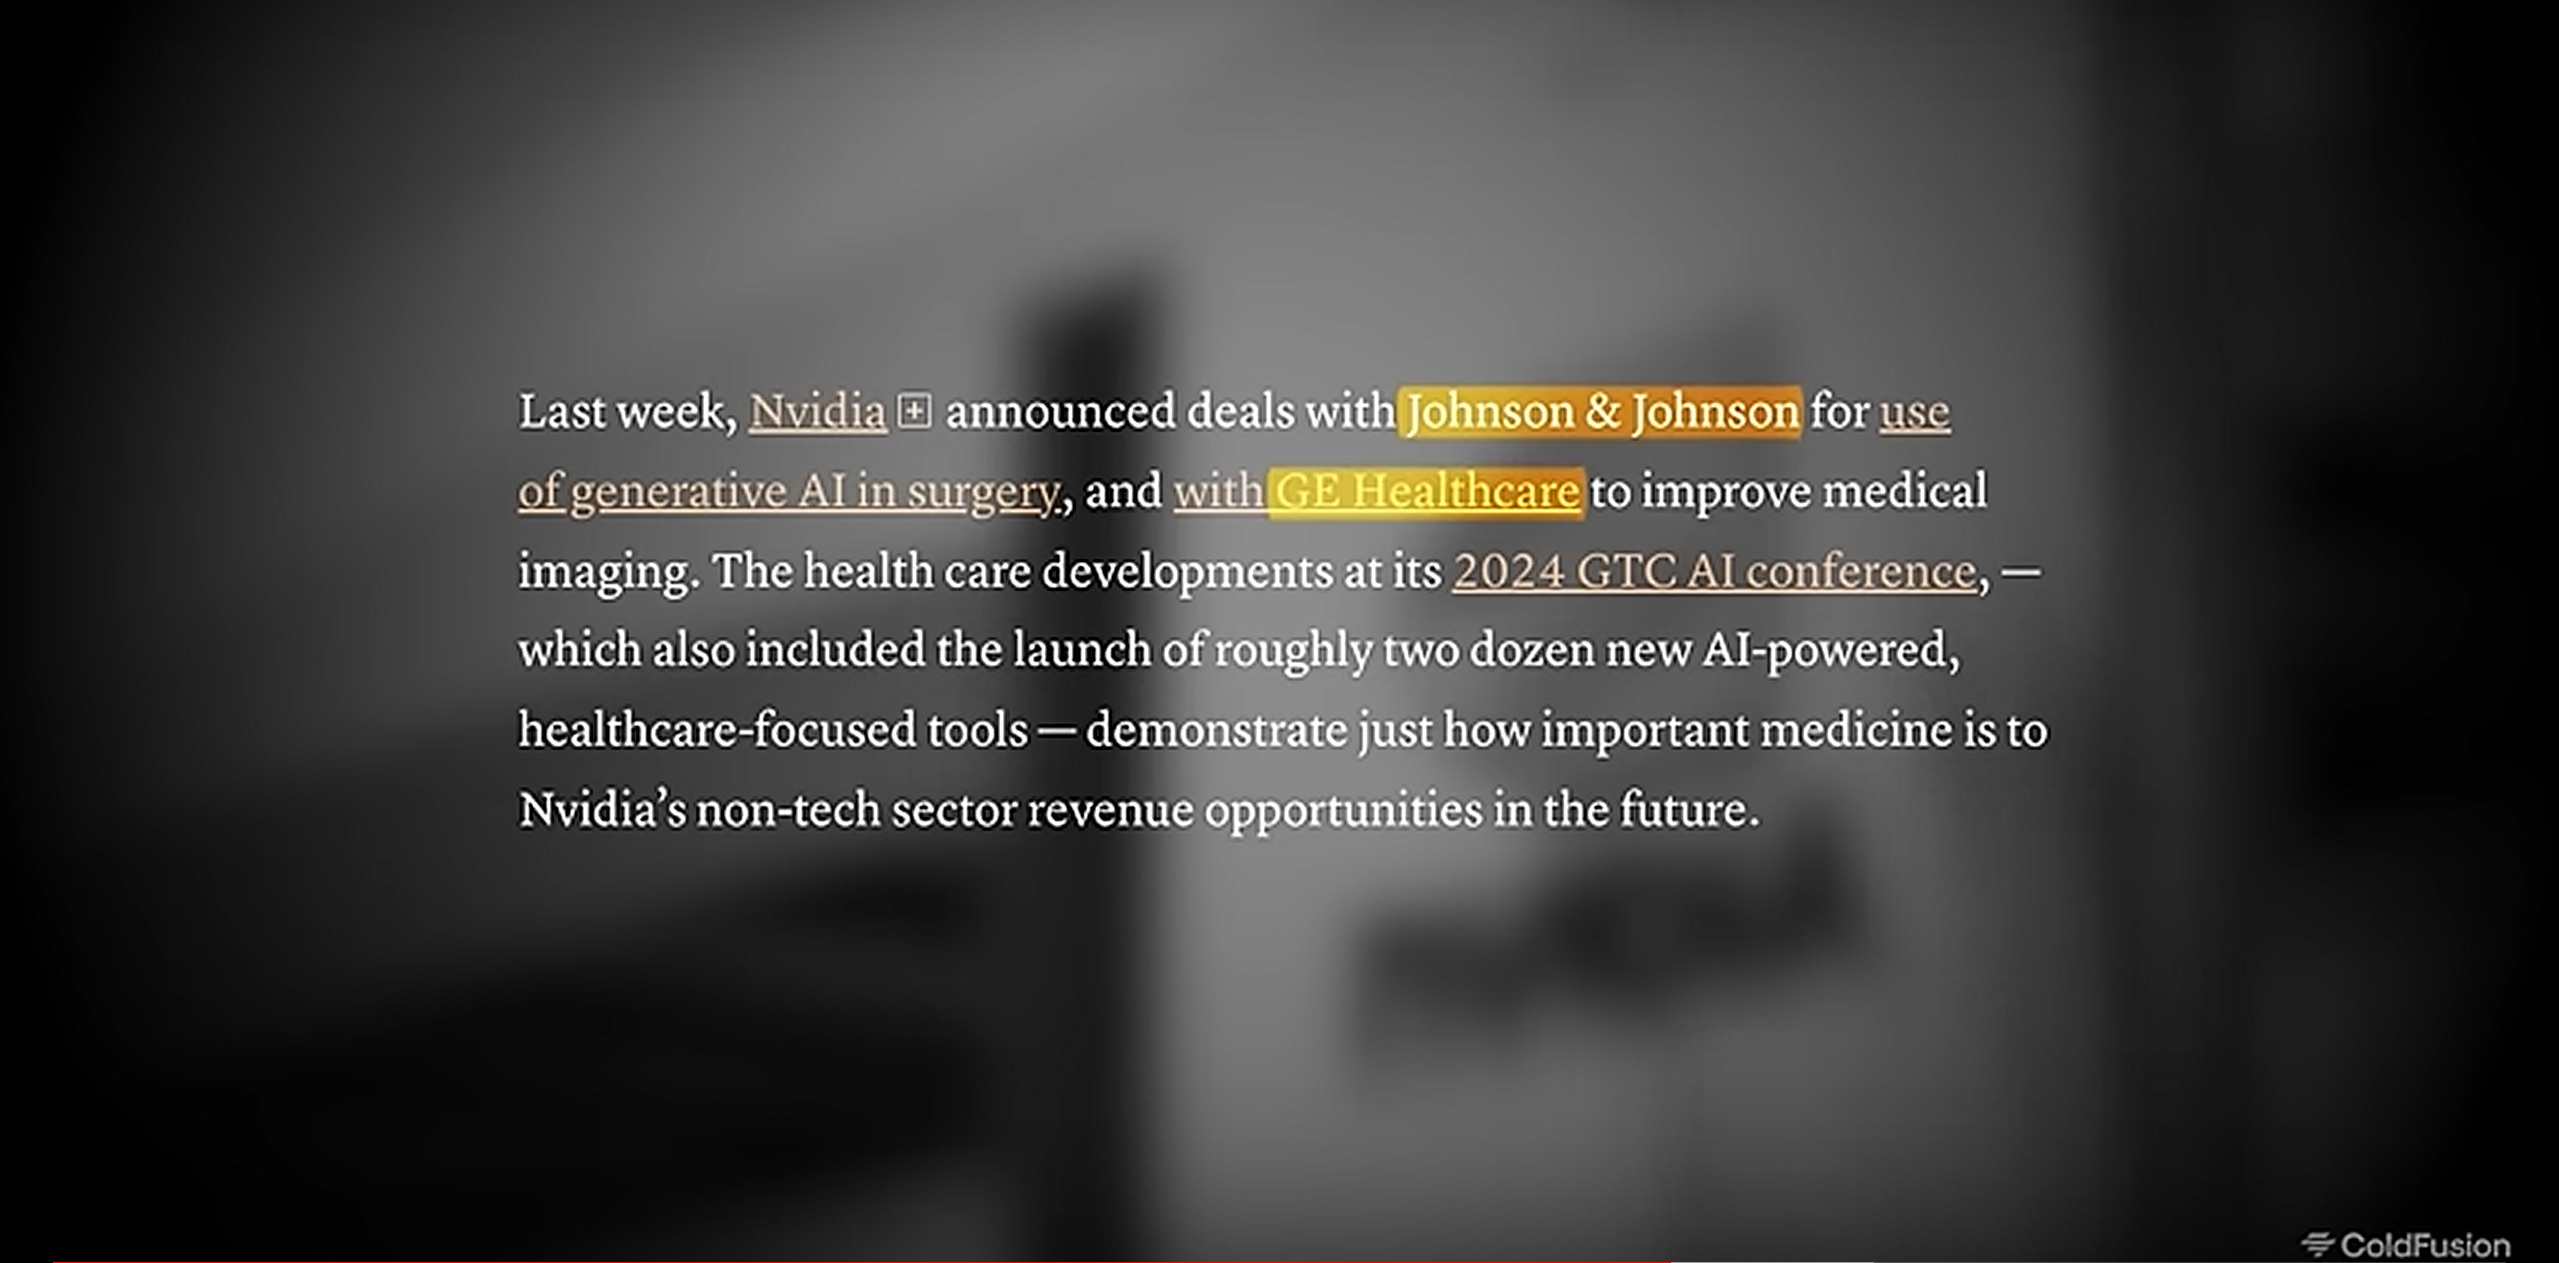 Last week, Nvidia announced deals with Johnson & Johnson for use
of generative AI in surgery, and with GE Healthcare to improve medical
imaging. The health care developments at its 2024 GTC AI conference, —
which also included the launch of roughly two dozen new AI-powered,
healthcare-focused tools — demonstrate just how important medicine is to
Nvidia’s non-tech sector revenue opportunities in the future.
ColdFusion